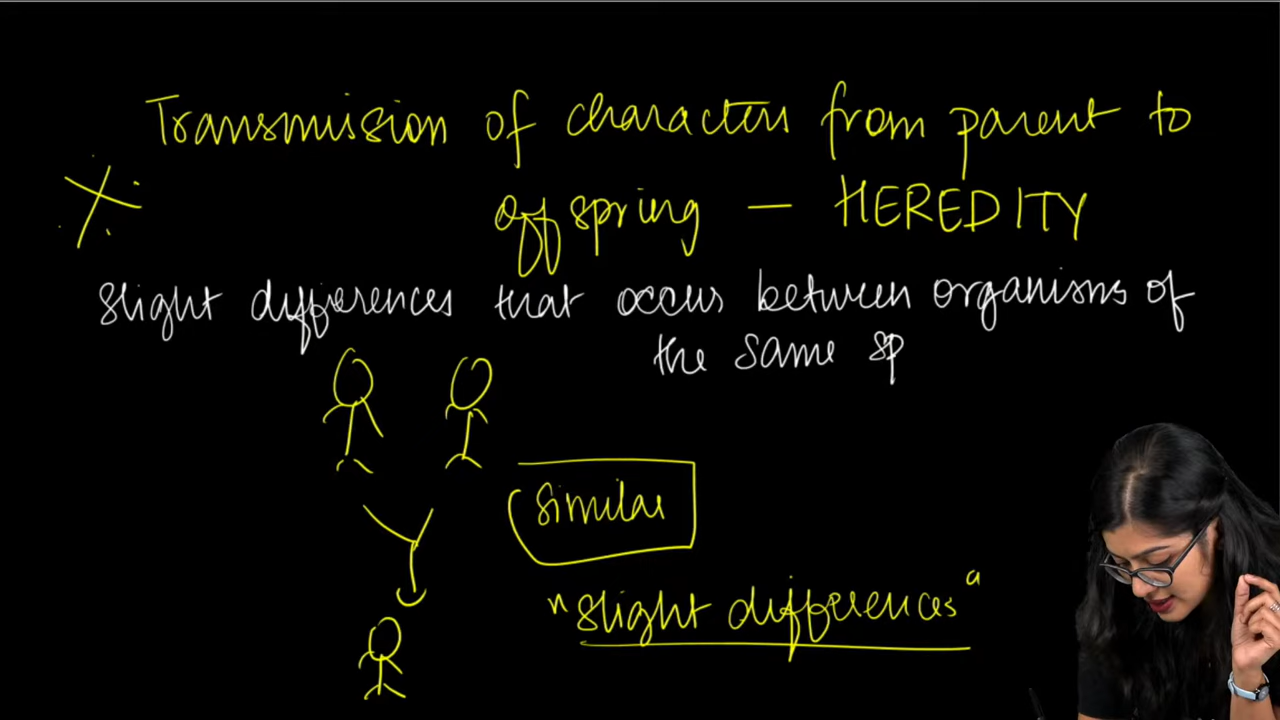 Transmission of characters from parent to
offspring - HEREDITY
slight differences that occur between organisms of
the same sp
Similar
"slight differences"